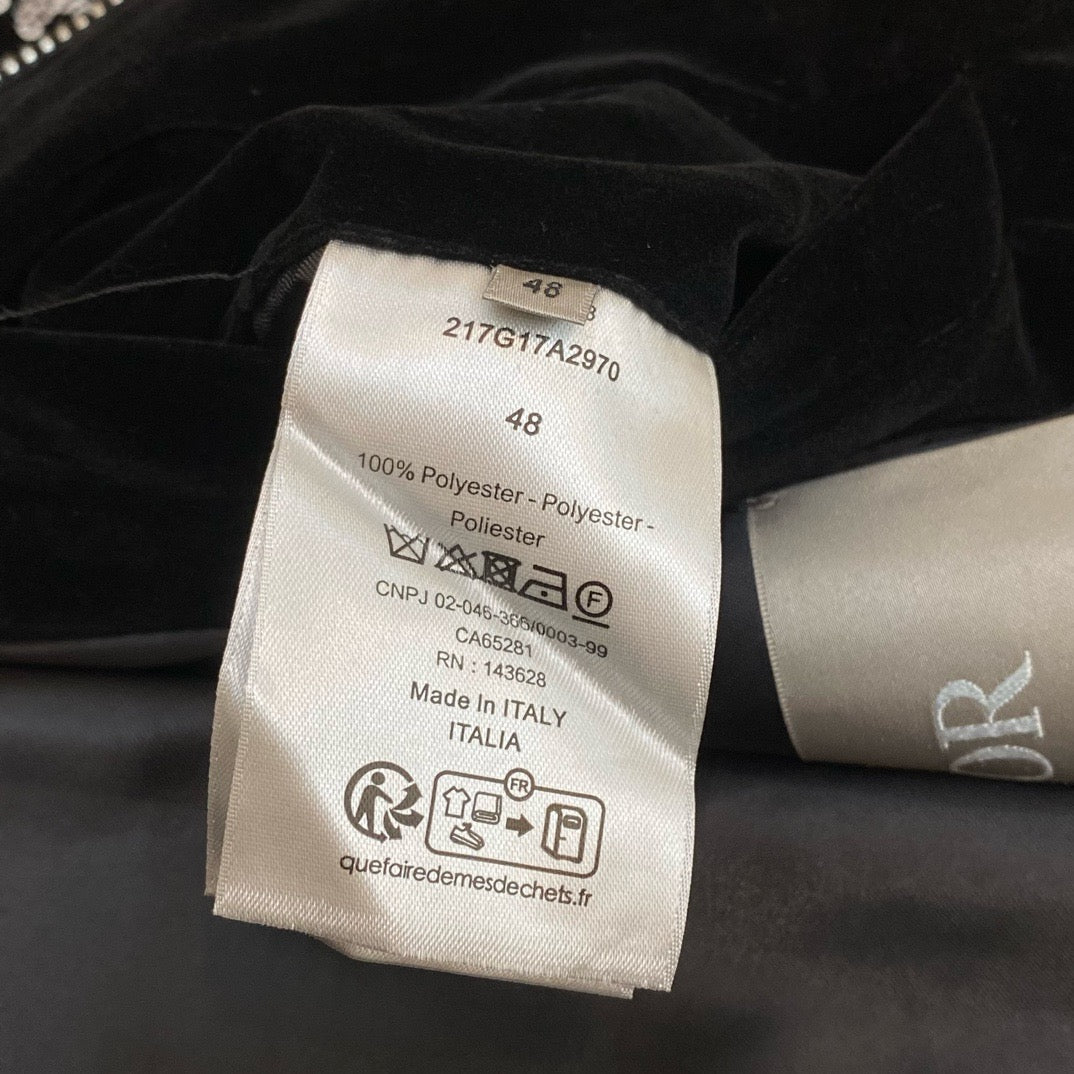 48
217G17A2970
48
100% Polyester - Polyester -
Poliester
F
CNPJ 02-046-366/0003-99
CA65281
RN : 143628
Made In ITALY
ITALIA
FR
quefairedemesdechets.fr
OR